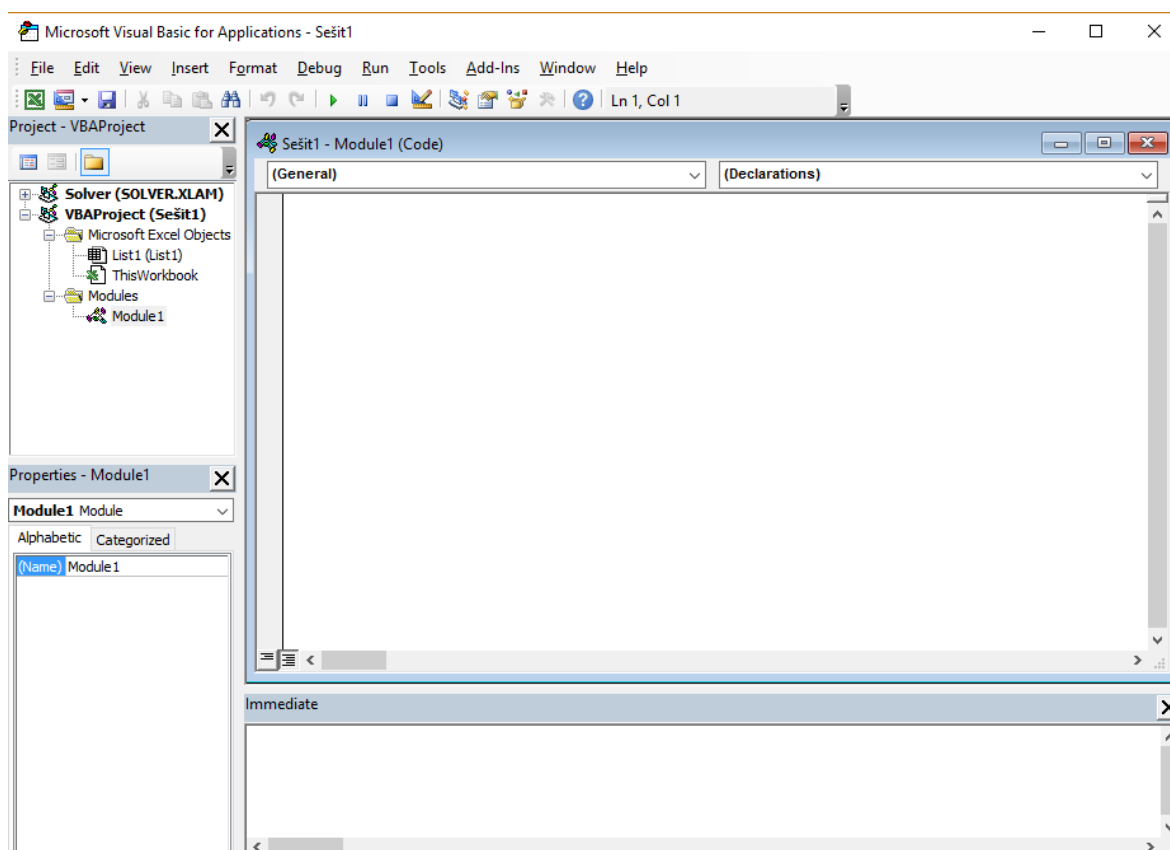 Microsoft Visual Basic for Applications - Sešit1
File Edit View Insert Format Debug Run Tools Add-Ins Window Help
Ln 1, Col 1
Project - VBAProject
Solver (SOLVER.XLAM)
VBAProject (Sešit1)
Microsoft Excel Objects
List1 (List1)
ThisWorkbook
Modules
Module1
Properties - Module1
Module1 Module
Alphabetic Categorized
(Name) Module1
Sešit1 - Module1 (Code)
(General) (Declarations)
Immediate